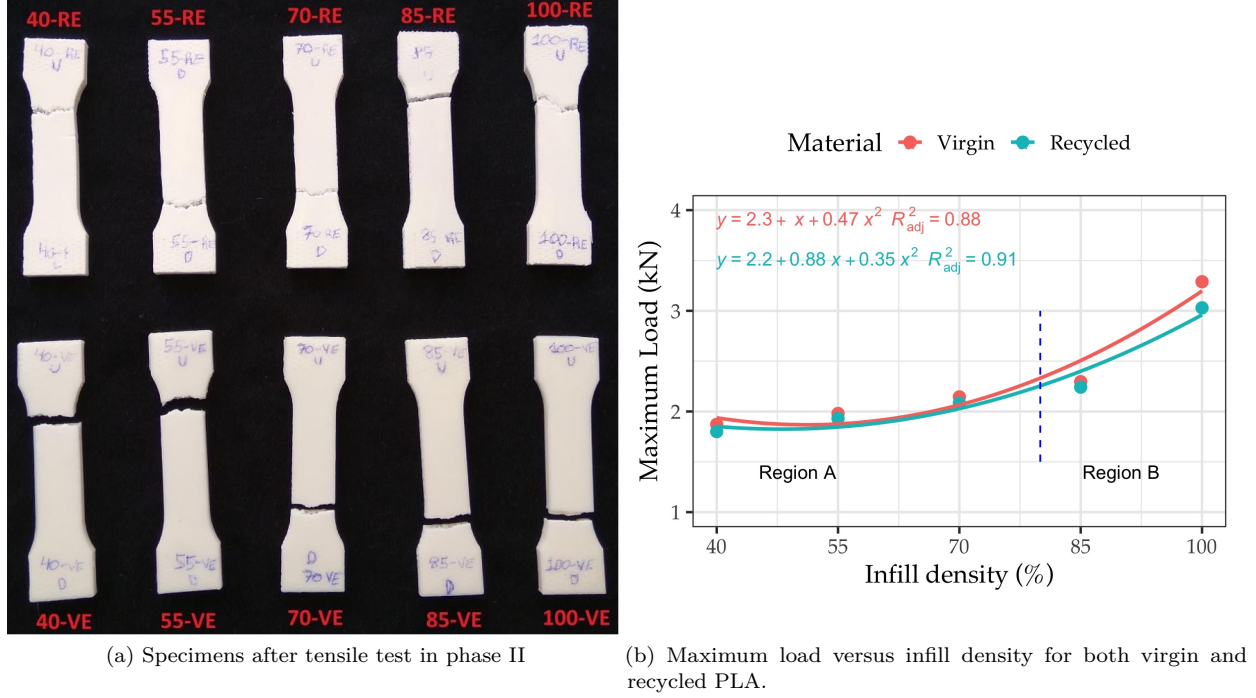 40-RE 55-RE 70-RE 85-RE 100-RE
40-RE 55-RE 70-RE 85 100-RE
U D U U U
55-RE 70RE 85 RE 100-RE
D D D D
40-VE 55-VE 70-VE 85-VE 100-VE
U U U U U
40-VE 55-VE D 85-VE 100-VE
D D 70VE D D
40-VE 55-VE 70-VE 85-VE 100-VE
(a) Specimens after tensile test in phase II
Material Virgin Recycled
y = 2.3 + x + 0.47 x² R²adj = 0.88
y = 2.2 + 0.88 x + 0.35 x² R²adj = 0.91
Maximum Load (kN)
4
3
2
1
Region A Region B
40 55 70 85 100
Infill density (%)
(b) Maximum load versus infill density for both virgin and
recycled PLA.